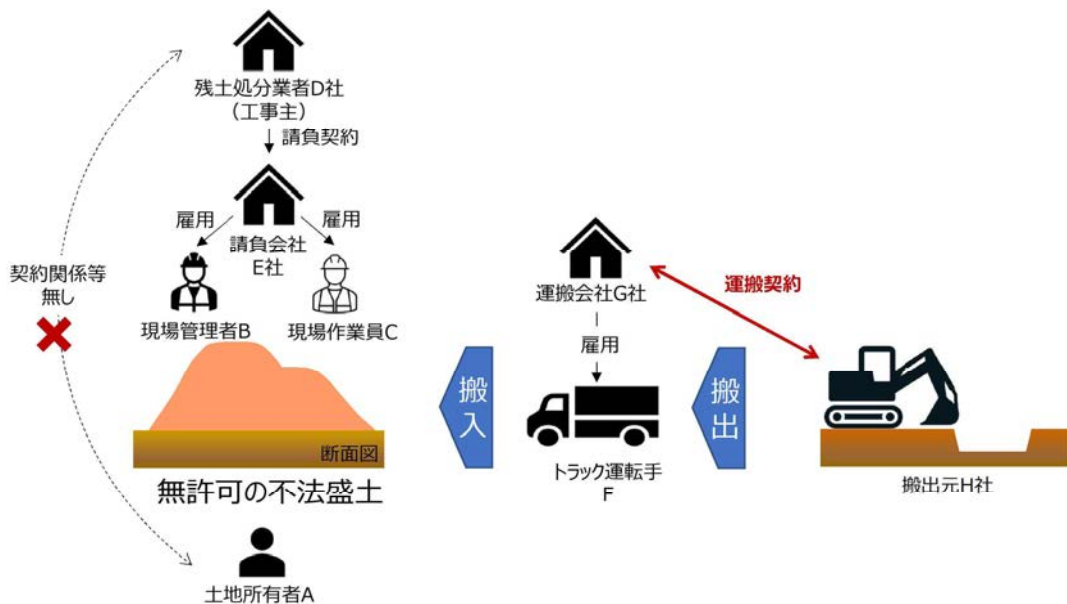 残土処分業者D社
（工事主）
請負契約
雇用
雇用
請負会社
E社
契約関係等
無し
現場管理者B
現場作業員C
断面図
無許可の不法盛土
土地所有者A
搬入
運搬会社G社
雇用
トラック運転手
F
搬出
運搬契約
搬出元H社